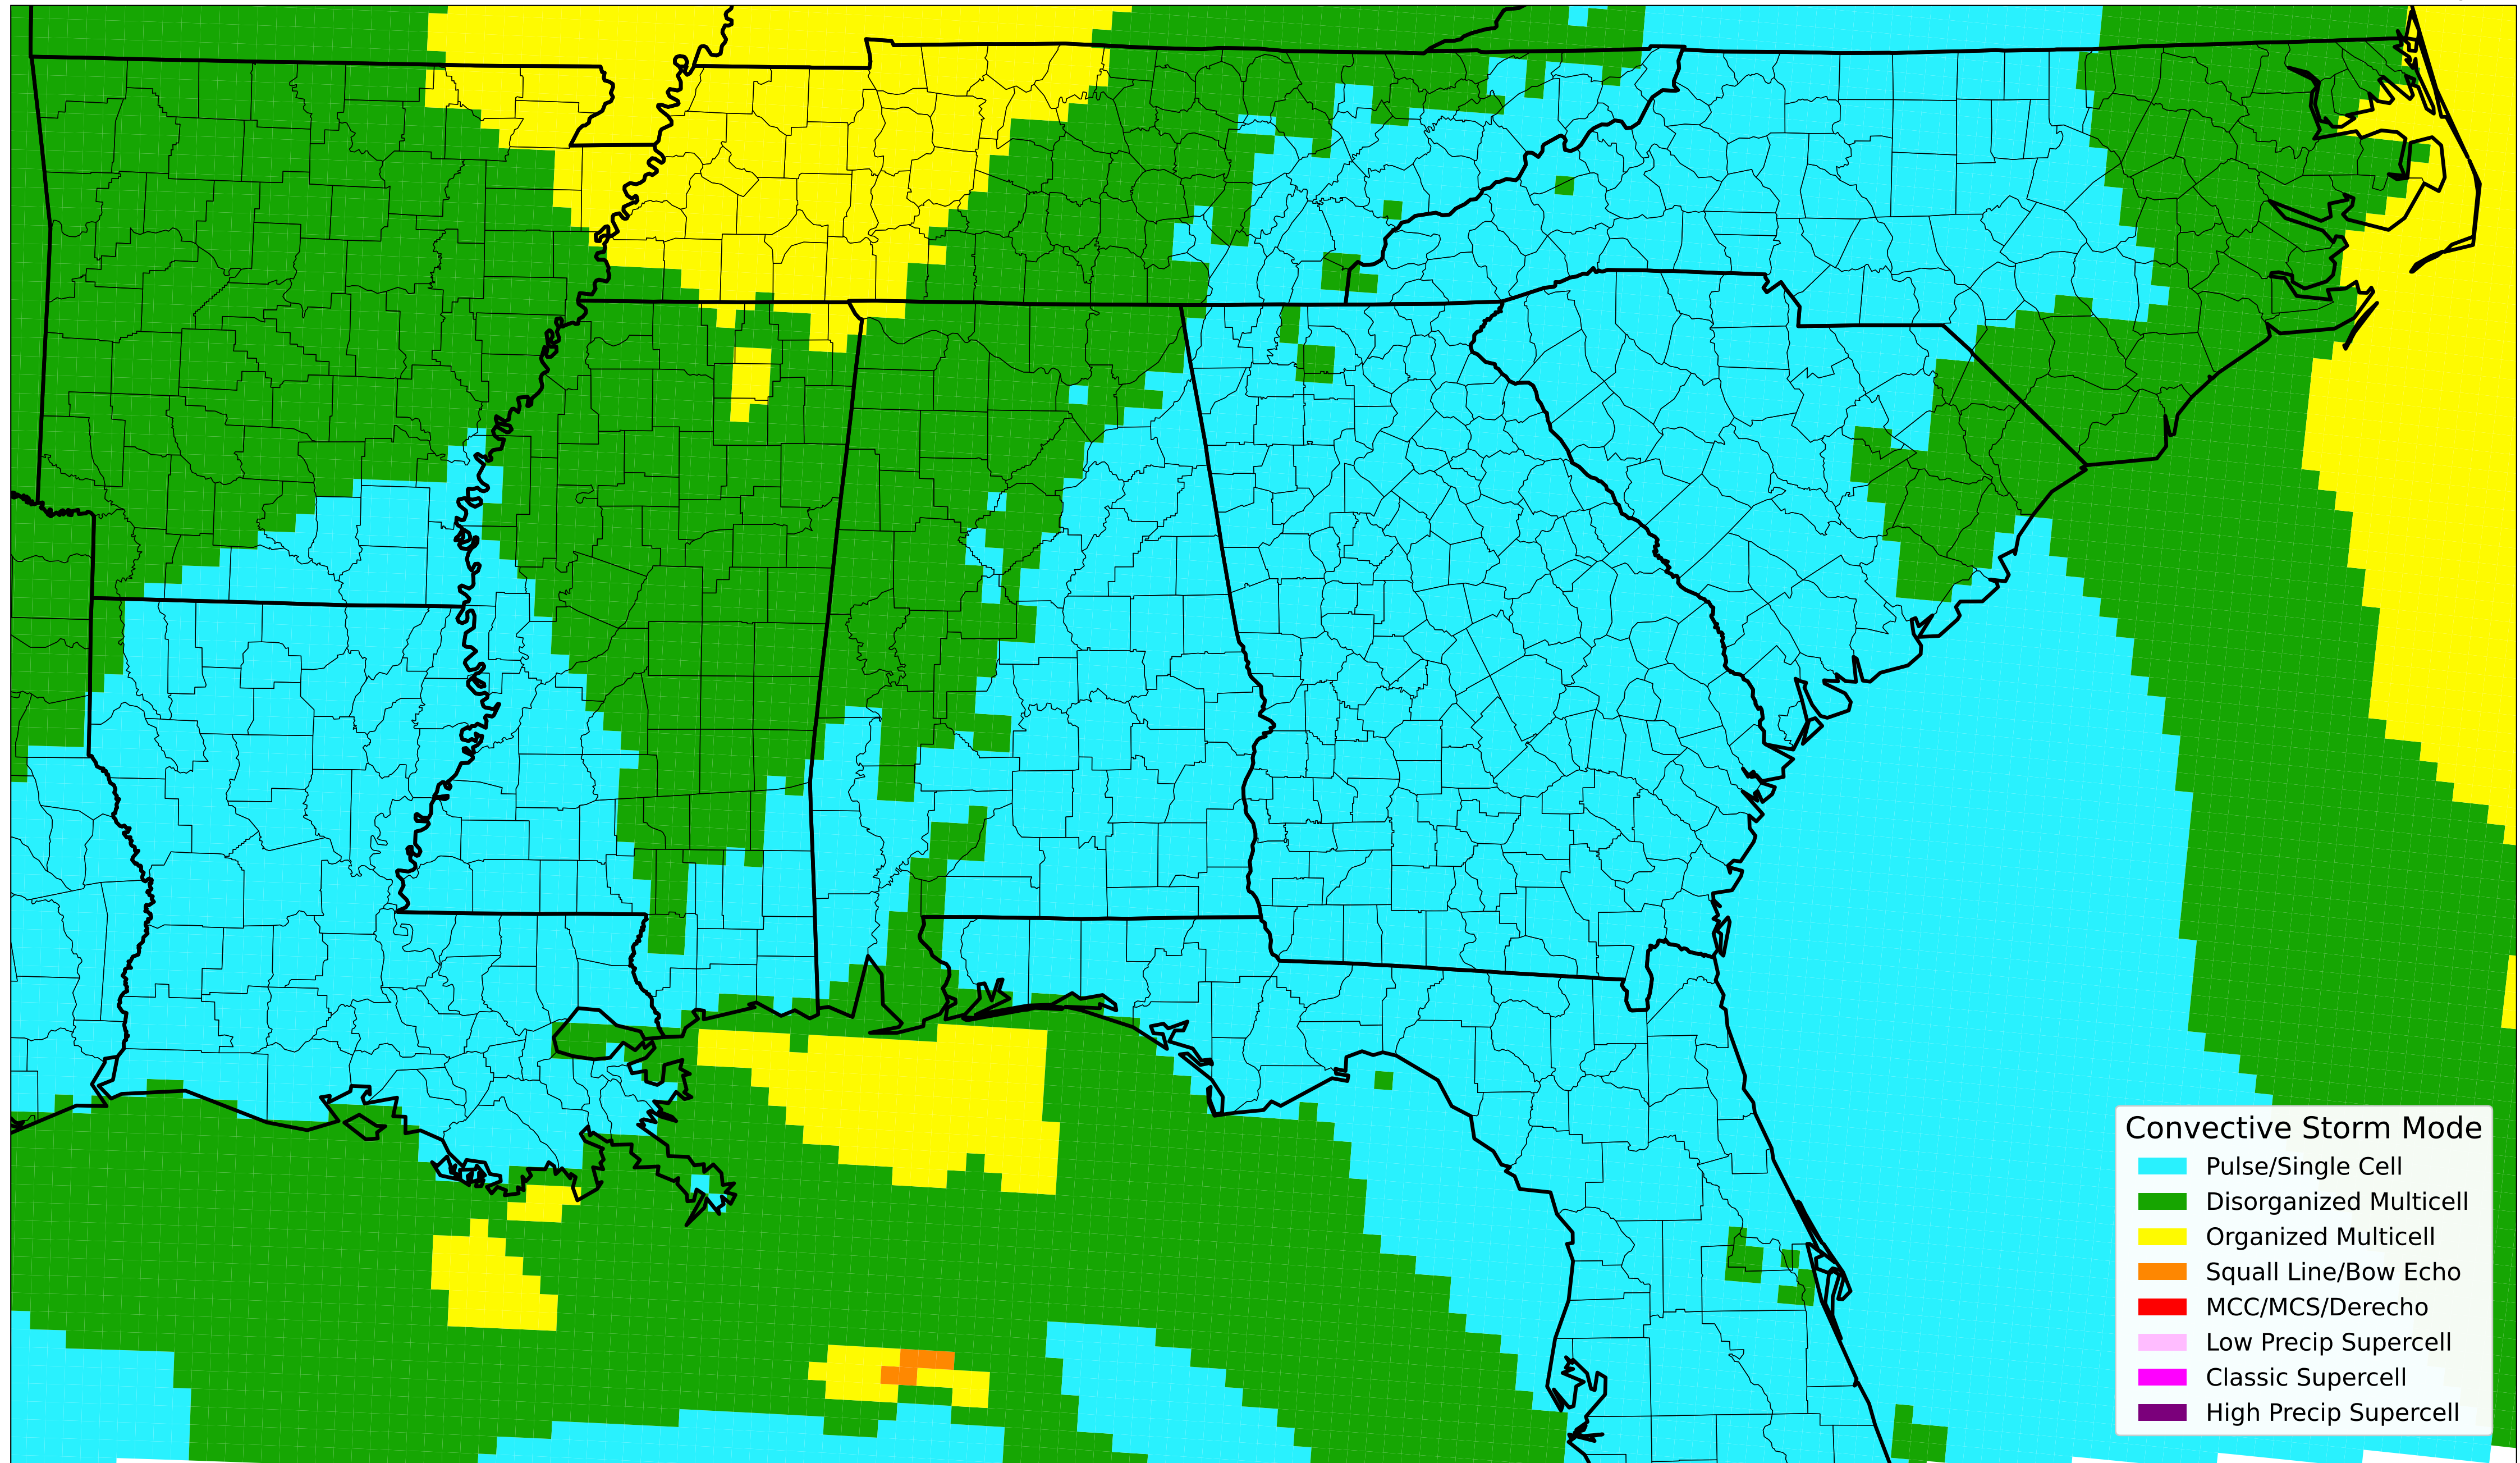 Convective Storm Mode
Pulse/Single Cell
Disorganized Multicell
Organized Multicell
Squall Line/Bow Echo
MCC/MCS/Derecho
Low Precip Supercell
Classic Supercell
High Precip Supercell